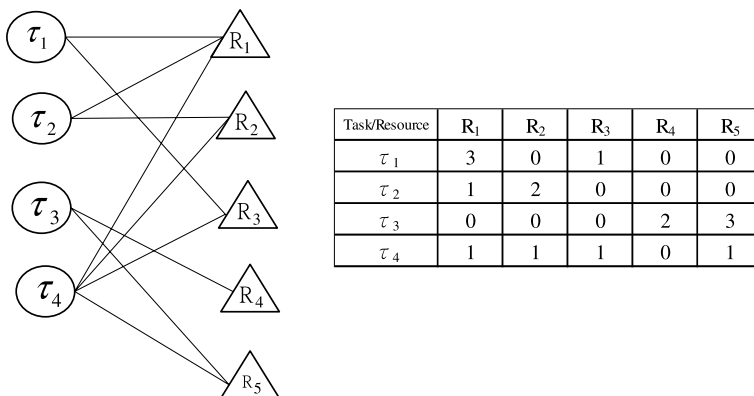 τ1
R1
τ2
R2
τ3
R3
τ4
R4
R5
Task/Resource R1 R2 R3 R4 R5
τ1 3 0 1 0 0
τ2 1 2 0 0 0
τ3 0 0 0 2 3
τ4 1 1 1 0 1